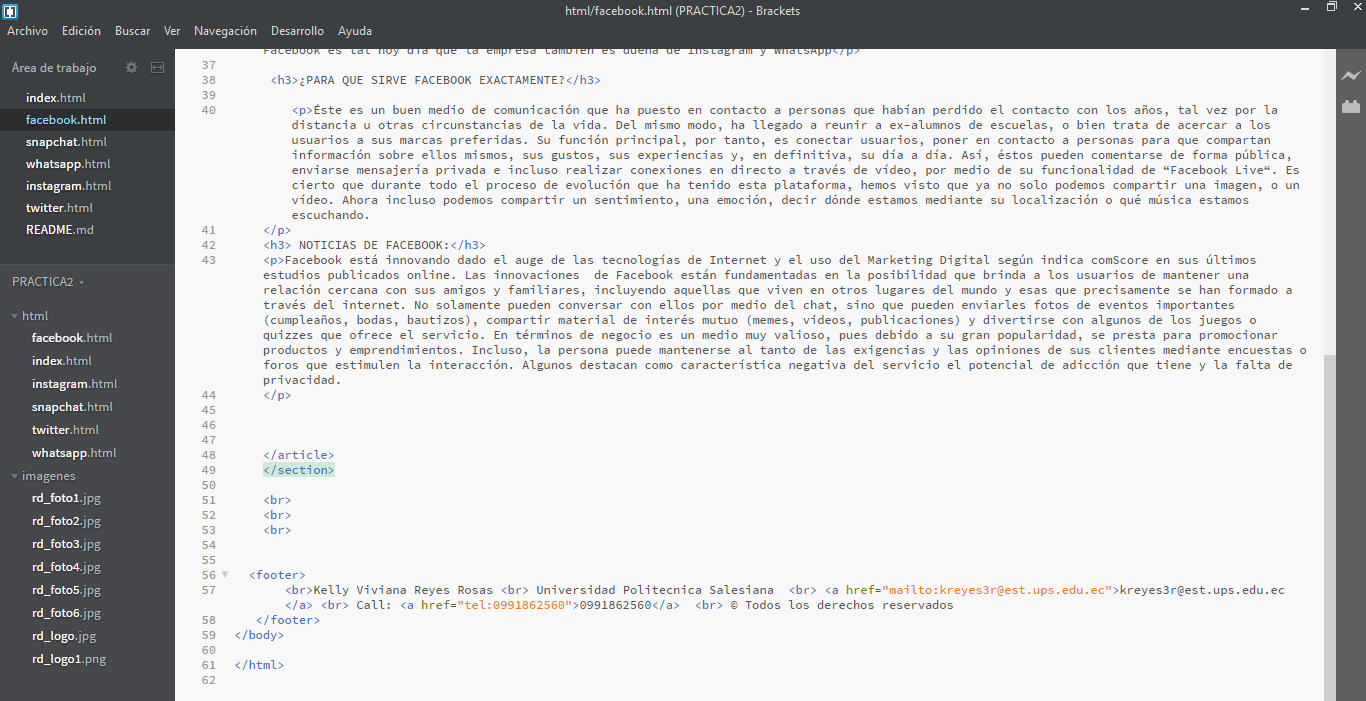 html/facebook.html (PRACTICA2) - Brackets
Archivo Edición Buscar Ver Navegación Desarrollo Ayuda
Área de trabajo
index.html
facebook.html
snapchat.html
whatsapp.html
instagram.html
twitter.html
README.md
PRACTICA2
html
facebook.html
index.html
instagram.html
snapchat.html
twitter.html
whatsapp.html
imagenes
rd_foto1.jpg
rd_foto2.jpg
rd_foto3.jpg
rd_foto4.jpg
rd_foto5.jpg
rd_foto6.jpg
rd_logo.jpg
rd_logo1.png
Facebook es tal hoy día que la empresa también es dueña de Instagram y WhatsApp</p>
37
38 <h3>¿PARA QUE SIRVE FACEBOOK EXACTAMENTE?</h3>
39
40 <p>Éste es un buen medio de comunicación que ha puesto en contacto a personas que habían perdido el contacto con los años, tal vez por la
distancia u otras circunstancias de la vida. Del mismo modo, ha llegado a reunir a ex-alumnos de escuelas, o bien trata de acercar a los
usuarios a sus marcas preferidas. Su función principal, por tanto, es conectar usuarios, poner en contacto a personas para que compartan
información sobre ellos mismos, sus gustos, sus experiencias y, en definitiva, su día a día. Así, éstos pueden comentarse de forma pública,
enviarse mensajería privada e incluso realizar conexiones en directo a través de vídeo, por medio de su funcionalidad de “Facebook Live“. Es
cierto que durante todo el proceso de evolución que ha tenido esta plataforma, hemos visto que ya no solo podemos compartir una imagen, o un
vídeo. Ahora incluso podemos compartir un sentimiento, una emoción, decir dónde estamos mediante su localización o qué música estamos
escuchando.
41 </p>
42 <h3> NOTICIAS DE FACEBOOK:</h3>
43 <p>Facebook está innovando dado el auge de las tecnologías de Internet y el uso del Marketing Digital según indica comScore en sus últimos
estudios publicados online. Las innovaciones  de Facebook están fundamentadas en la posibilidad que brinda a los usuarios de mantener una
relación cercana con sus amigos y familiares, incluyendo aquellas que viven en otros lugares del mundo y esas que precisamente se han formado a
través del internet. No solamente pueden conversar con ellos por medio del chat, sino que pueden enviarles fotos de eventos importantes
(cumpleaños, bodas, bautizos), compartir material de interés mutuo (memes, videos, publicaciones) y divertirse con algunos de los juegos o
quizzes que ofrece el servicio. En términos de negocio es un medio muy valioso, pues debido a su gran popularidad, se presta para promocionar
productos y emprendimientos. Incluso, la persona puede mantenerse al tanto de las exigencias y las opiniones de sus clientes mediante encuestas o
foros que estimulen la interacción. Algunos destacan como característica negativa del servicio el potencial de adicción que tiene y la falta de
privacidad.
44 </p>
45
46
47
48 </article>
49 </section>
50
51 <br>
52 <br>
53 <br>
54
55
56 <footer>
57 <br>Kelly Viviana Reyes Rosas <br> Universidad Politecnica Salesiana  <br> <a href="mailto:kreyes3r@est.ups.edu.ec">kreyes3r@est.ups.edu.ec
</a> <br> Call: <a href="tel:0991862560">0991862560</a>  <br> © Todos los derechos reservados
58 </footer>
59 </body>
60
61 </html>
62